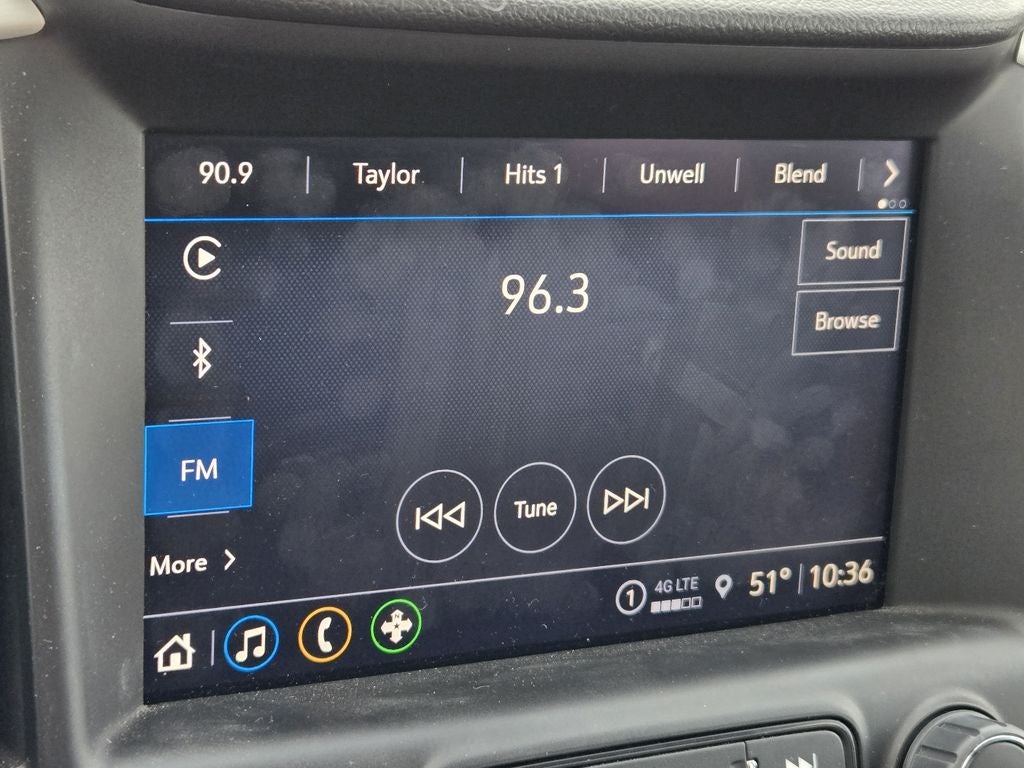 90.9 Taylor Hits 1 Unwell Blend
Sound
96.3
Browse
FM
Tune
More
1 4G LTE 51° 10:36
N